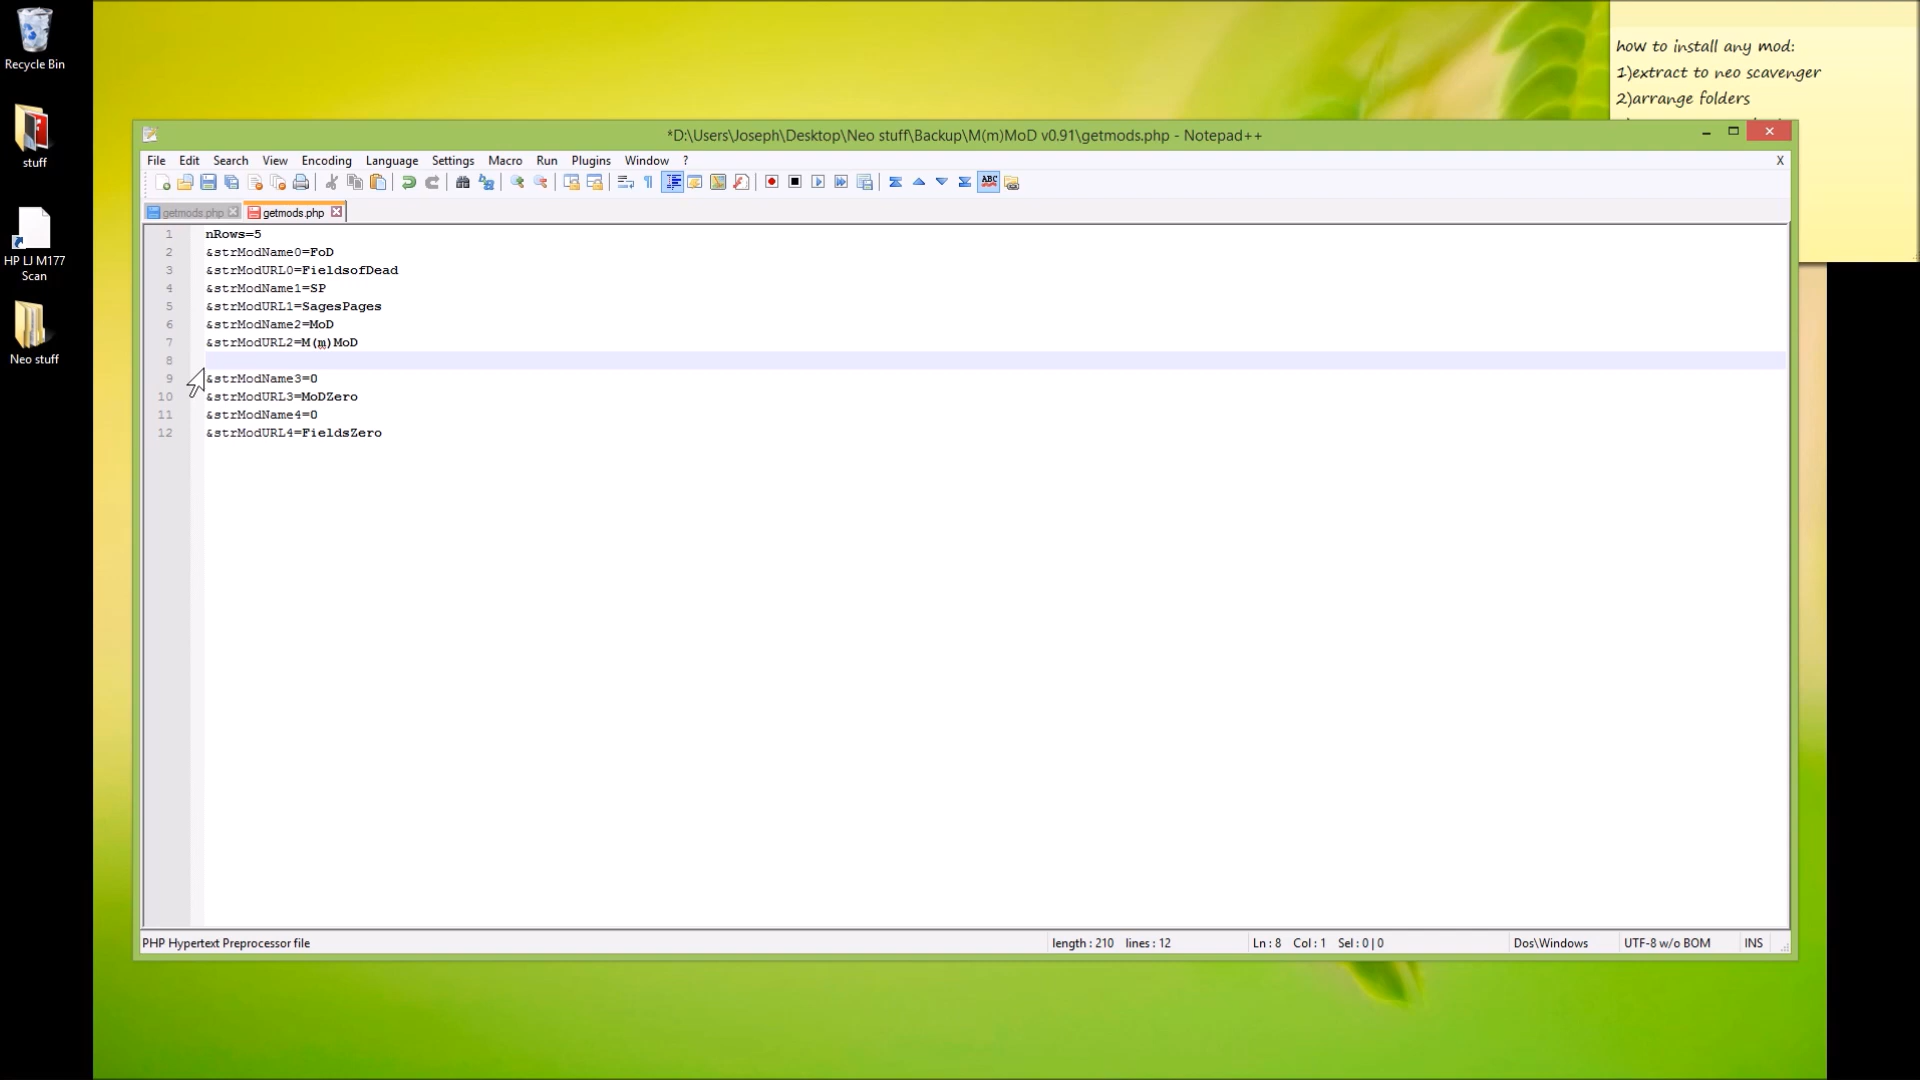 Recycle Bin
stuff
HP LJ M177
Scan
Neo stuff
how to install any mod:
1)extract to neo scavenger
2)arrange folders
*D:\Users\Joseph\Desktop\Neo stuff\Backup\M(m)MoD v0.91\getmods.php - Notepad++
File Edit Search View Encoding Language Settings Macro Run Plugins Window ? X
ABC
getmods.php getmods.php
1 nRows=5
2 &strModName0=FoD
3 &strModURL0=FieldsofDead
4 &strModName1=SP
5 &strModURL1=SagesPages
6 &strModName2=MoD
7 &strModURL2=M(m)MoD
8
9 &strModName3=0
10 &strModURL3=MoDZero
11 &strModName4=0
12 &strModURL4=FieldsZero
PHP Hypertext Preprocessor file length : 210 lines : 12 Ln : 8 Col : 1 Sel : 0 | 0 Dos\Windows UTF-8 w/o BOM INS